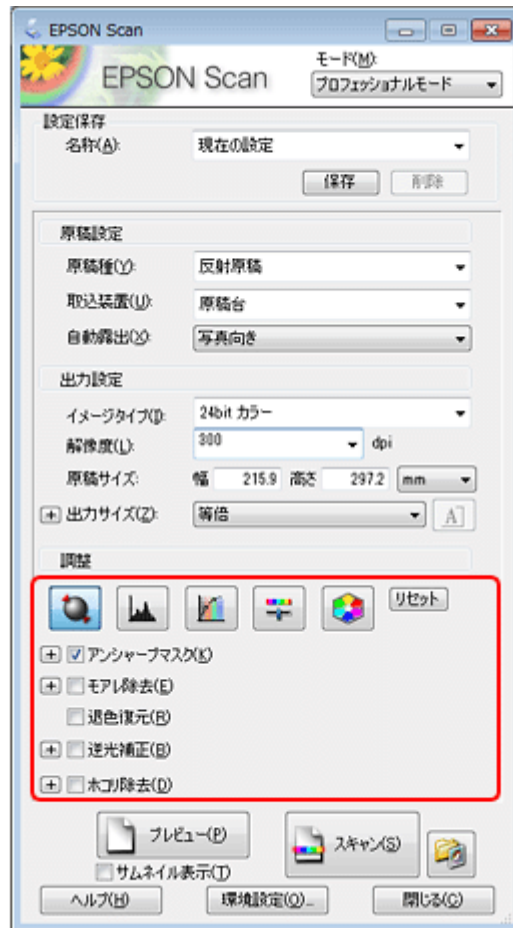 EPSON Scan
EPSON Scan
モード(M):
プロフェッショナルモード
設定保存
名称(A):
現在の設定
保存
削除
原稿設定
原稿種(Y):
反射原稿
取込装置(U):
原稿台
自動露出(X):
写真向き
出力設定
イメージタイプ(I):
24bit カラー
解像度(L):
300
dpi
原稿サイズ:
幅 215.9 高さ 297.2 mm
+ 出力サイズ(Z):
等倍
A
調整
リセット
+ アンシャープマスク(K)
+ モアレ除去(E)
退色復元(R)
+ 逆光補正(B)
+ ホコリ除去(D)
プレビュー(P)
スキャン(S)
サムネイル表示(T)
ヘルプ(H)
環境設定(O)...
閉じる(C)